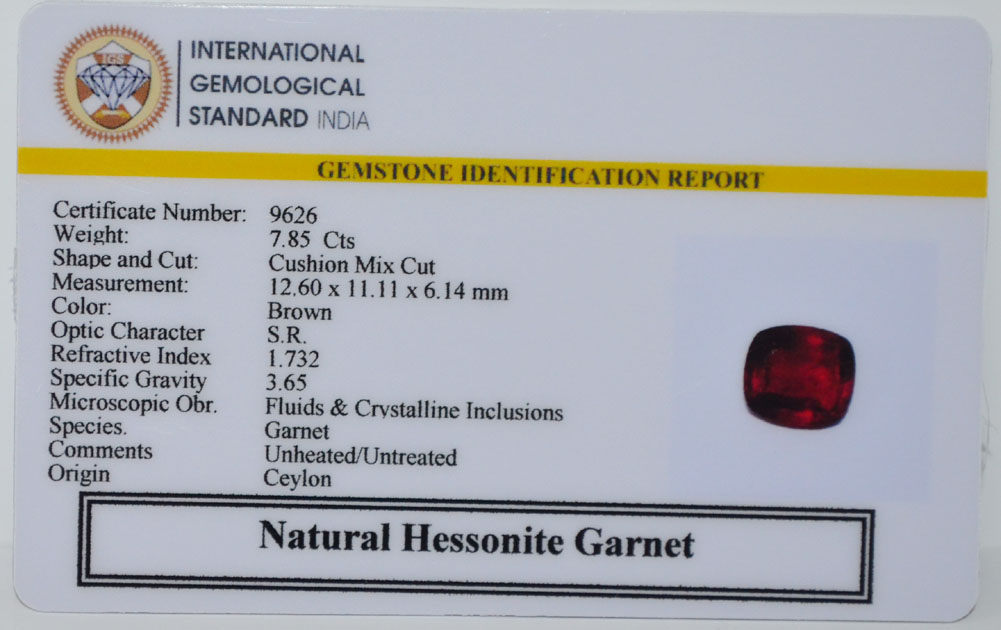 IGS
INTERNATIONAL
GEMOLOGICAL
STANDARD INDIA
GEMSTONE IDENTIFICATION REPORT
Certificate Number: 9626
Weight: 7.85 Cts
Shape and Cut: Cushion Mix Cut
Measurement: 12.60 x 11.11 x 6.14 mm
Color: Brown
Optic Character S.R.
Refractive Index 1.732
Specific Gravity 3.65
Microscopic Obr. Fluids & Crystalline Inclusions
Species. Garnet
Comments Unheated/Untreated
Origin Ceylon
Natural Hessonite Garnet